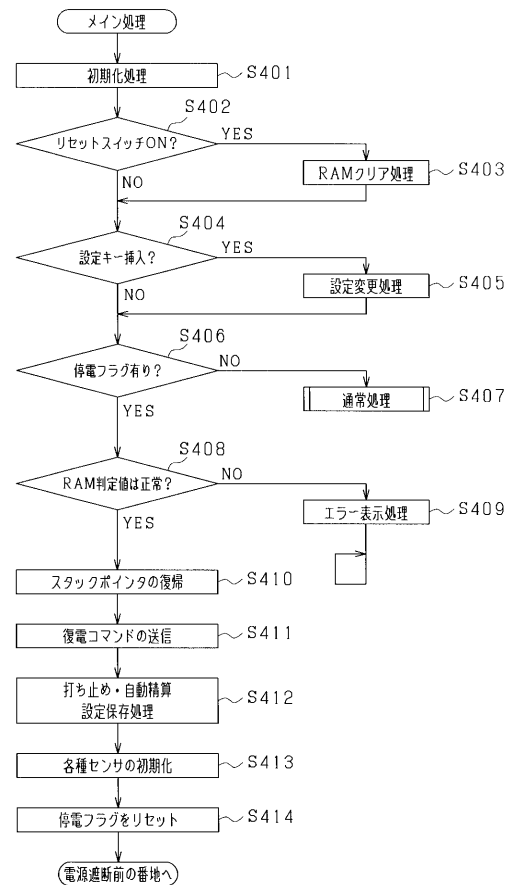 メイン処理
初期化処理 S401
S402
リセットスイッチON?
YES
RAMクリア処理 S403
NO
S404
設定キー挿入?
YES
設定変更処理 S405
NO
S406
停電フラグ有り?
NO
通常処理 S407
YES
S408
RAM判定値は正常?
NO
エラー表示処理 S409
YES
スタックポインタの復帰 S410
復電コマンドの送信 S411
打ち止め・自動精算
設定保存処理 S412
各種センサの初期化 S413
停電フラグをリセット S414
電源遮断前の番地へ